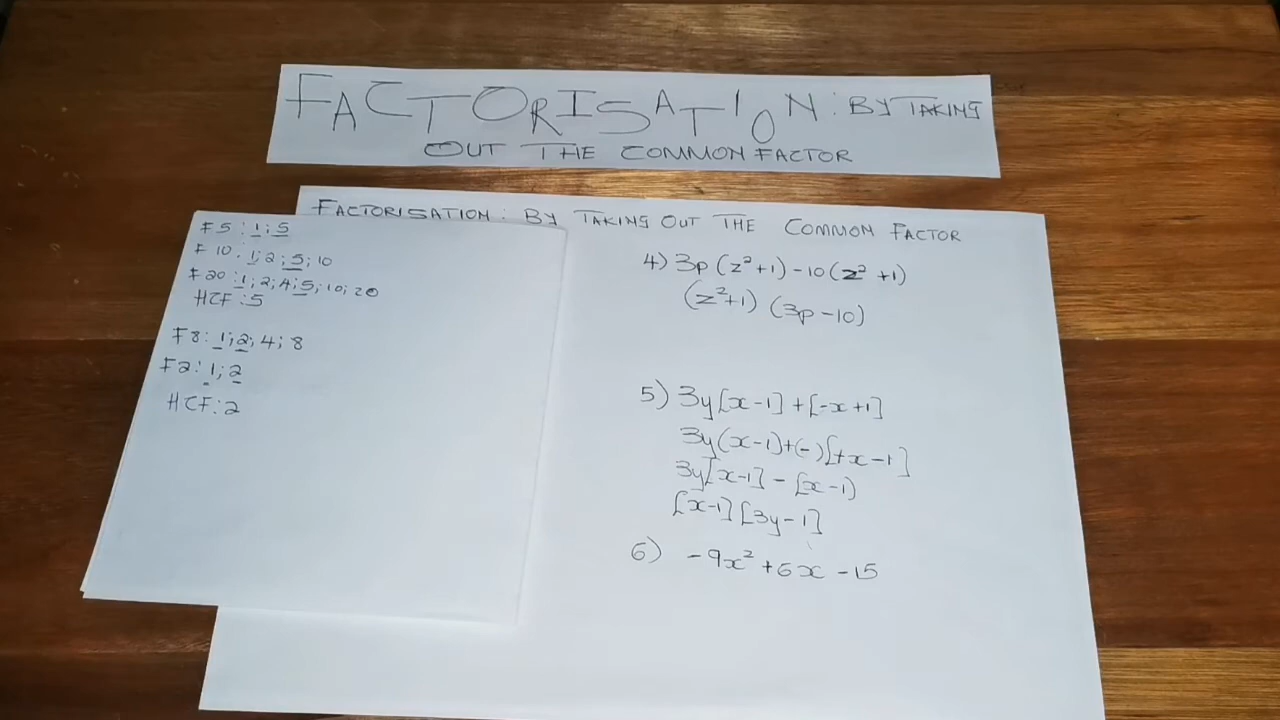 FACTORISATION: BY TAKING
OUT THE COMMON FACTOR
FACTORISATION: BY TAKING OUT THE COMMON FACTOR
F5: 1; 5
F10: 1; 2; 5; 10
F20: 1; 2; 4; 5; 10; 20
HCF: 5
F8: 1; 2; 4; 8
F2: 1; 2
HCF: 2
4) 3p(z²+1)-10(z²+1)
(z²+1) (3p-10)
5) 3y[x-1]+[-x+1]
3y(x-1)+(-)[+x-1]
3y[x-1]-[x-1)
[x-1][3y-1]
6) -9x²+6x-15